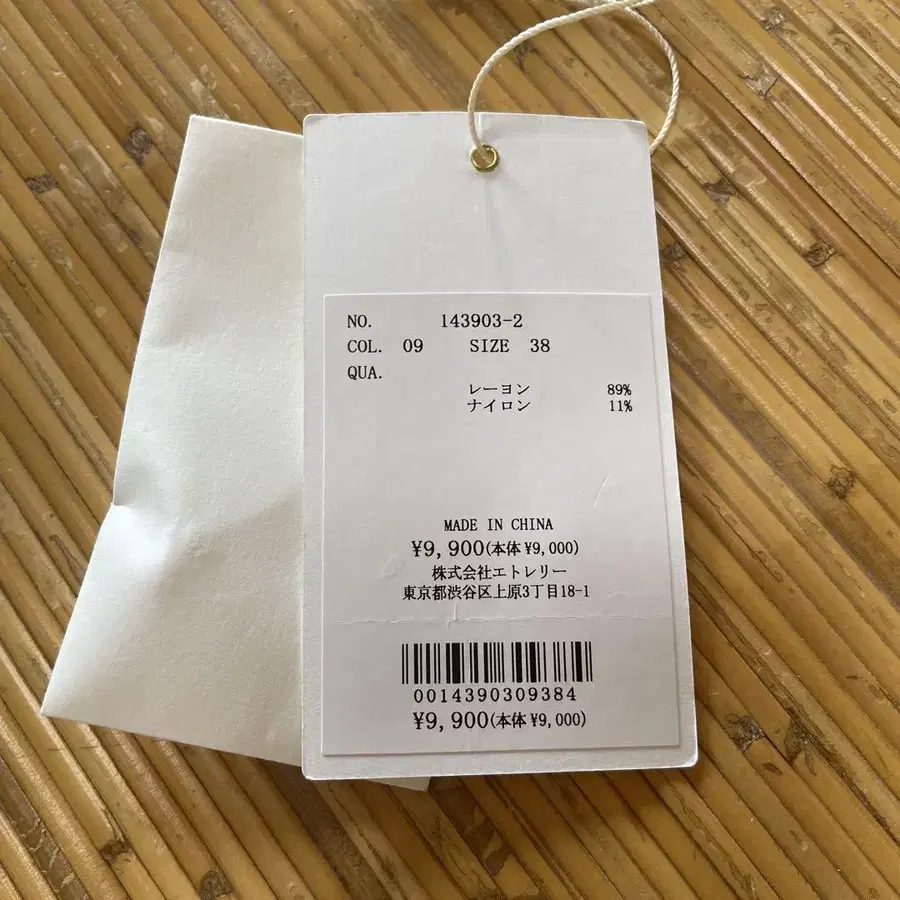 NO. 143903-2
COL. 09 SIZE 38
QUA.
レーヨン 89%
ナイロン 11%
MADE IN CHINA
¥9,900(本体¥9,000)
株式会社エトレリー
東京都渋谷区上原3丁目18-1
0014390309384
¥9,900(本体¥9,000)